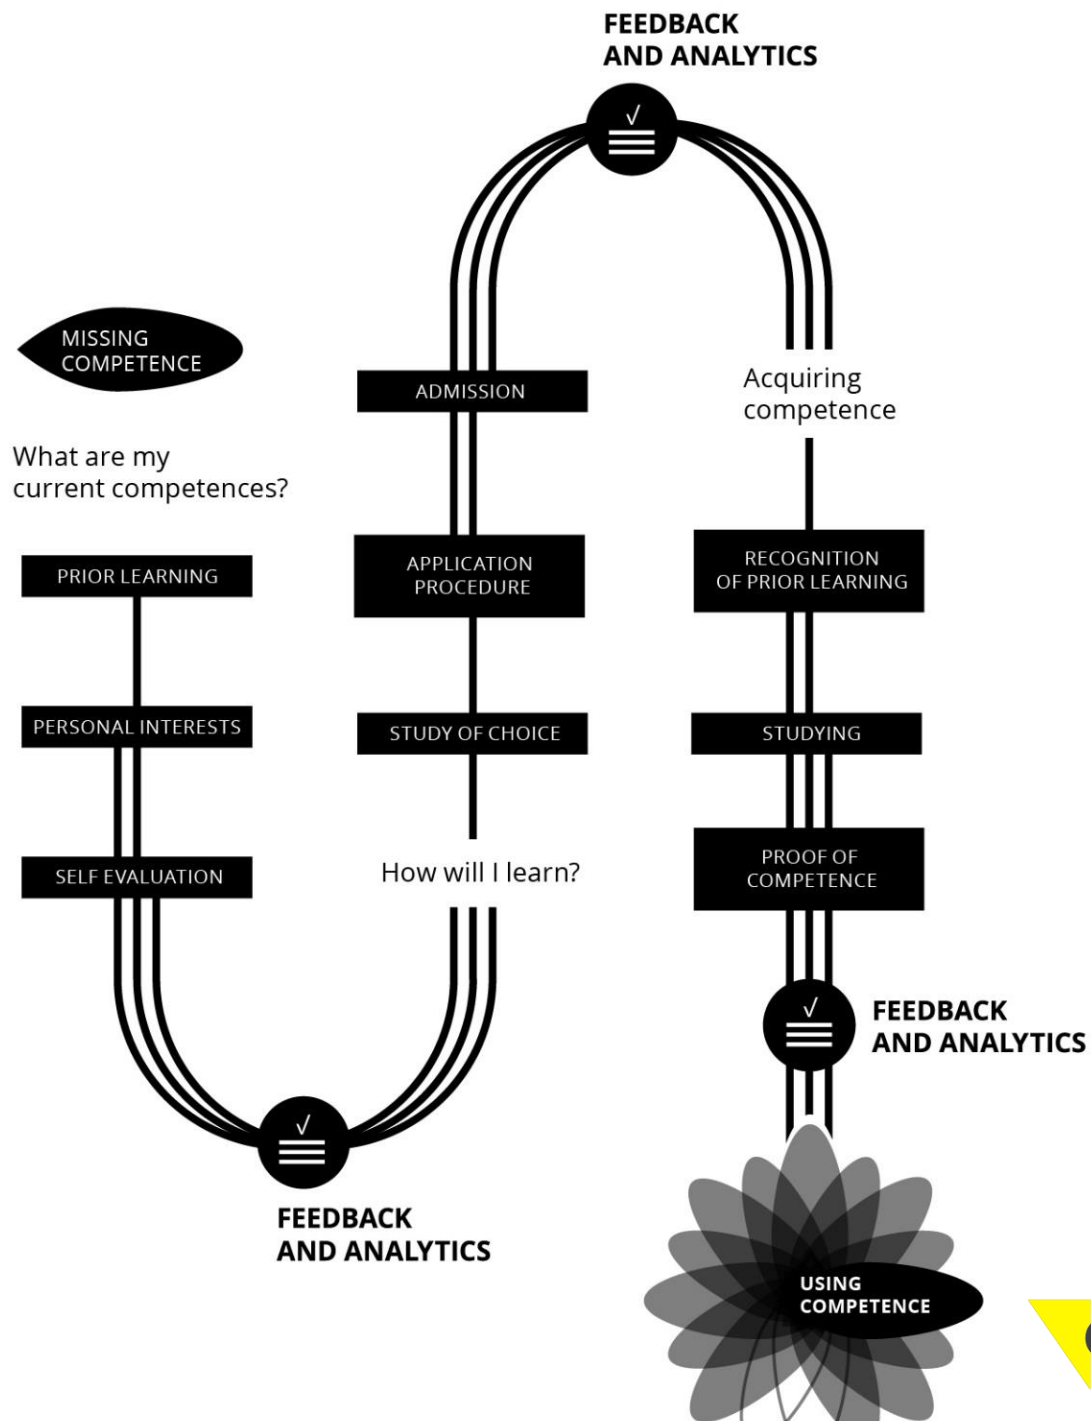 MISSING
COMPETENCE
What are my
current competences?
PRIOR LEARNING
PERSONAL INTERESTS
SELF EVALUATION
√
FEEDBACK
AND ANALYTICS
How will I learn?
STUDY OF CHOICE
APPLICATION
PROCEDURE
ADMISSION
FEEDBACK
AND ANALYTICS
√
Acquiring
competence
RECOGNITION
OF PRIOR LEARNING
STUDYING
PROOF OF
COMPETENCE
√
FEEDBACK
AND ANALYTICS
USING
COMPETENCE